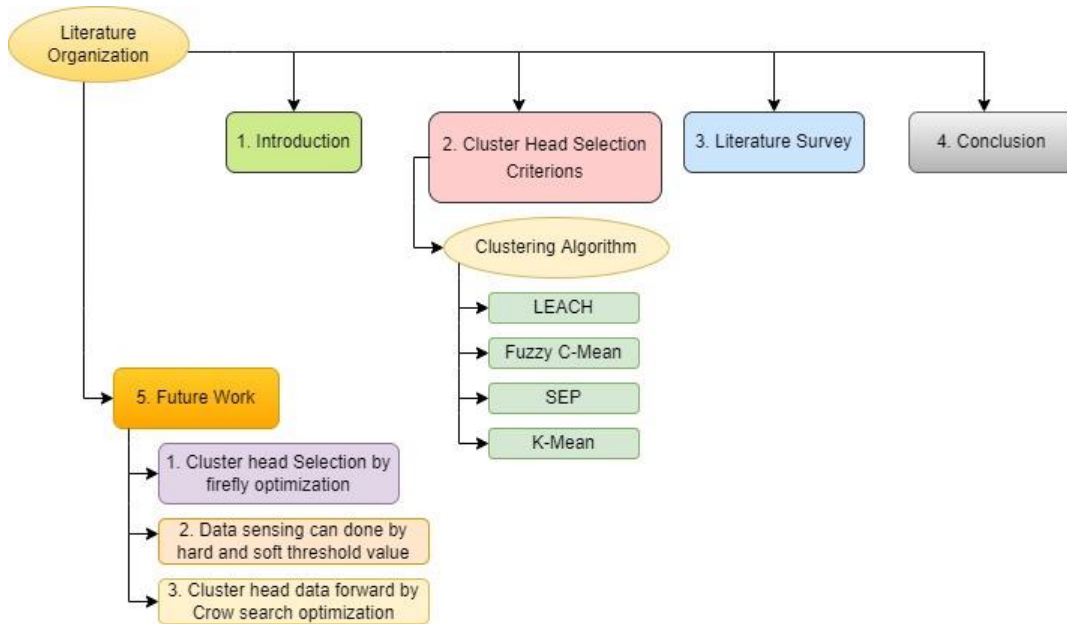 Literature
Organization
1. Introduction
2. Cluster Head Selection
Criterions
3. Literature Survey
4. Conclusion
Clustering Algorithm
LEACH
Fuzzy C-Mean
SEP
K-Mean
5. Future Work
1. Cluster head Selection by
firefly optimization
2. Data sensing can done by
hard and soft threshold value
3. Cluster head data forward by
Crow search optimization